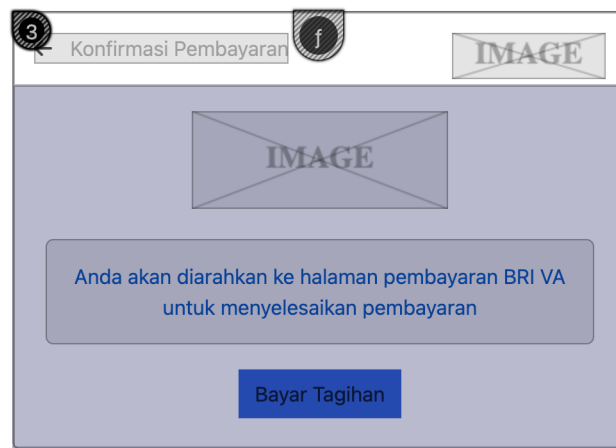 3
ƒ
Konfirmasi Pembayaran
IMAGE
IMAGE
Anda akan diarahkan ke halaman pembayaran BRI VA
untuk menyelesaikan pembayaran
Bayar Tagihan